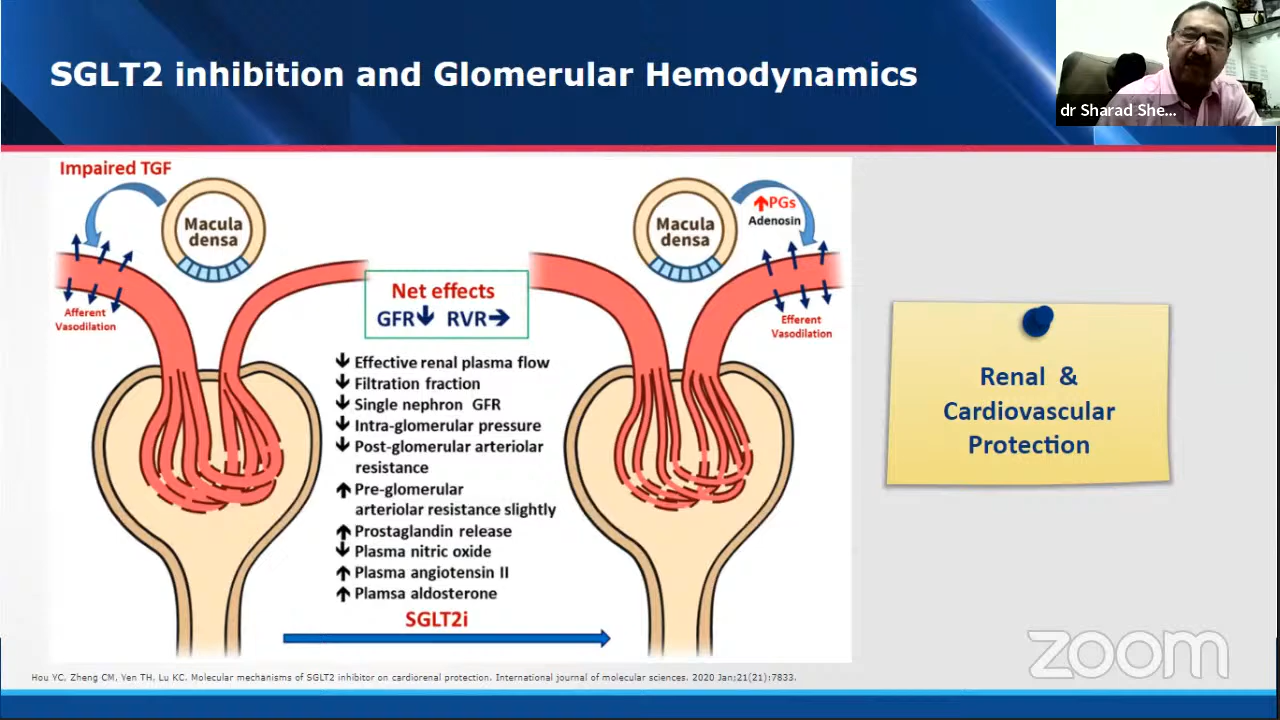 SGLT2 inhibition and Glomerular Hemodynamics
dr Sharad She...
Impaired TGF
Macula
densa
Afferent
Vasodilation
Macula
densa
PGs
Adenosin
Efferent
Vasodilation
Net effects
GFR↓ RVR→
↓ Effective renal plasma flow
↓ Filtration fraction
↓ Single nephron GFR
↓ Intra-glomerular pressure
↓ Post-glomerular arteriolar
resistance
↑ Pre-glomerular
arteriolar resistance slightly
↑ Prostaglandin release
↓ Plasma nitric oxide
↑ Plasma angiotensin II
↑ Plamsa aldosterone
SGLT2i
Renal &
Cardiovascular
Protection
zoom
Hou YC, Zheng CM, Yen TH, Lu KC. Molecular mechanisms of SGLT2 inhibitor on cardiorenal protection. International journal of molecular sciences. 2020 Jan;21(21):7833.